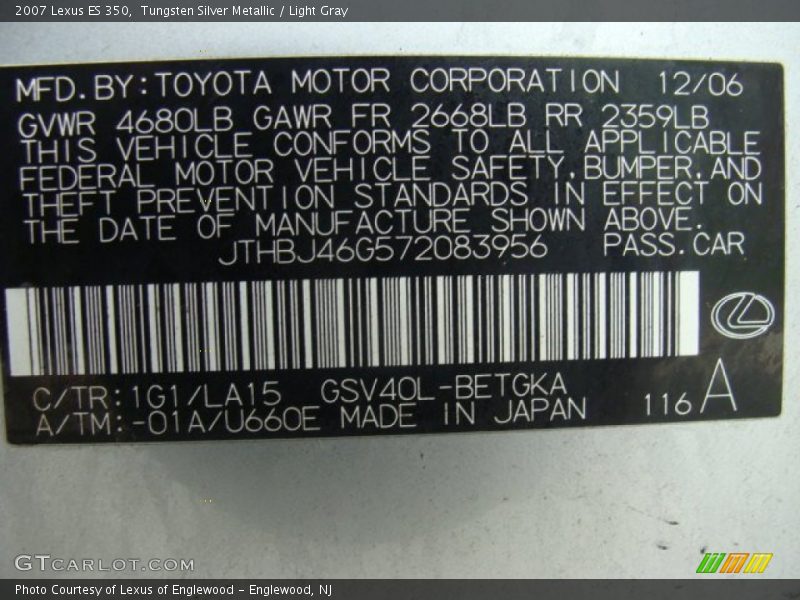 2007 Lexus ES 350,  Tungsten Silver Metallic / Light Gray
MFD.BY:TOYOTA MOTOR CORPORATION 12/06
GVWR 4680LB GAWR FR 2668LB RR 2359LB
THIS VEHICLE CONFORMS TO ALL APPLICABLE
FEDERAL MOTOR VEHICLE SAFETY,BUMPER,AND
THEFT PREVENTION STANDARDS IN EFFECT ON
THE DATE OF MANUFACTURE SHOWN ABOVE.
JTHBJ46G572083956 PASS.CAR
C/TR:1G1/LA15 GSV40L-BETGKA
A/TM:-01A/U660E MADE IN JAPAN 116 A
GTCARLOT.COM
Photo Courtesy of Lexus of Englewood – Englewood, NJ